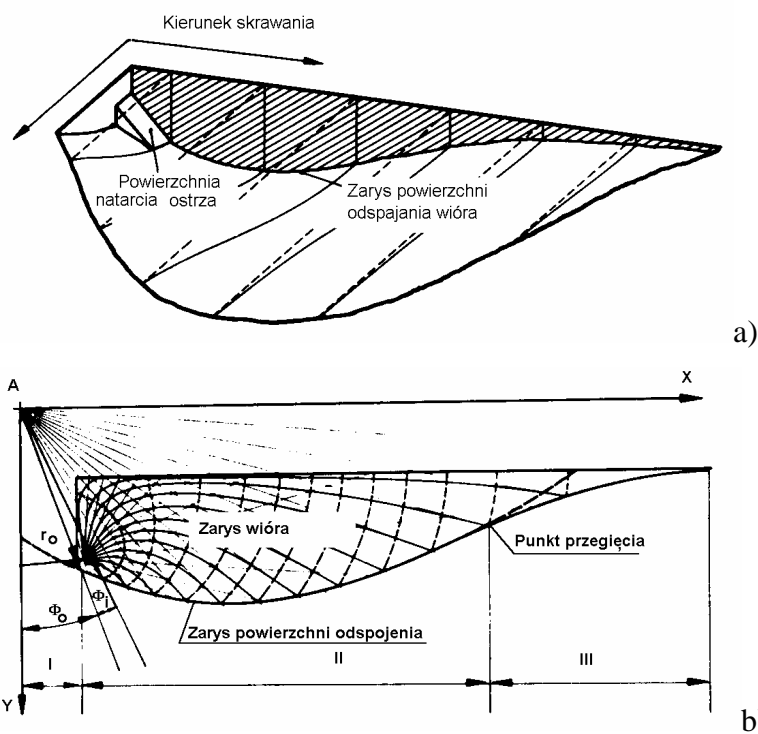 Kierunek skrawania
Powierzchnia
natarcia ostrza
Zarys powierzchni
odspajania wióra
a)
A
X
Zarys wióra
Punkt przegięcia
r₀
Φ₀
Φi
Zarys powierzchni odspojenia
I
II
III
Y
b